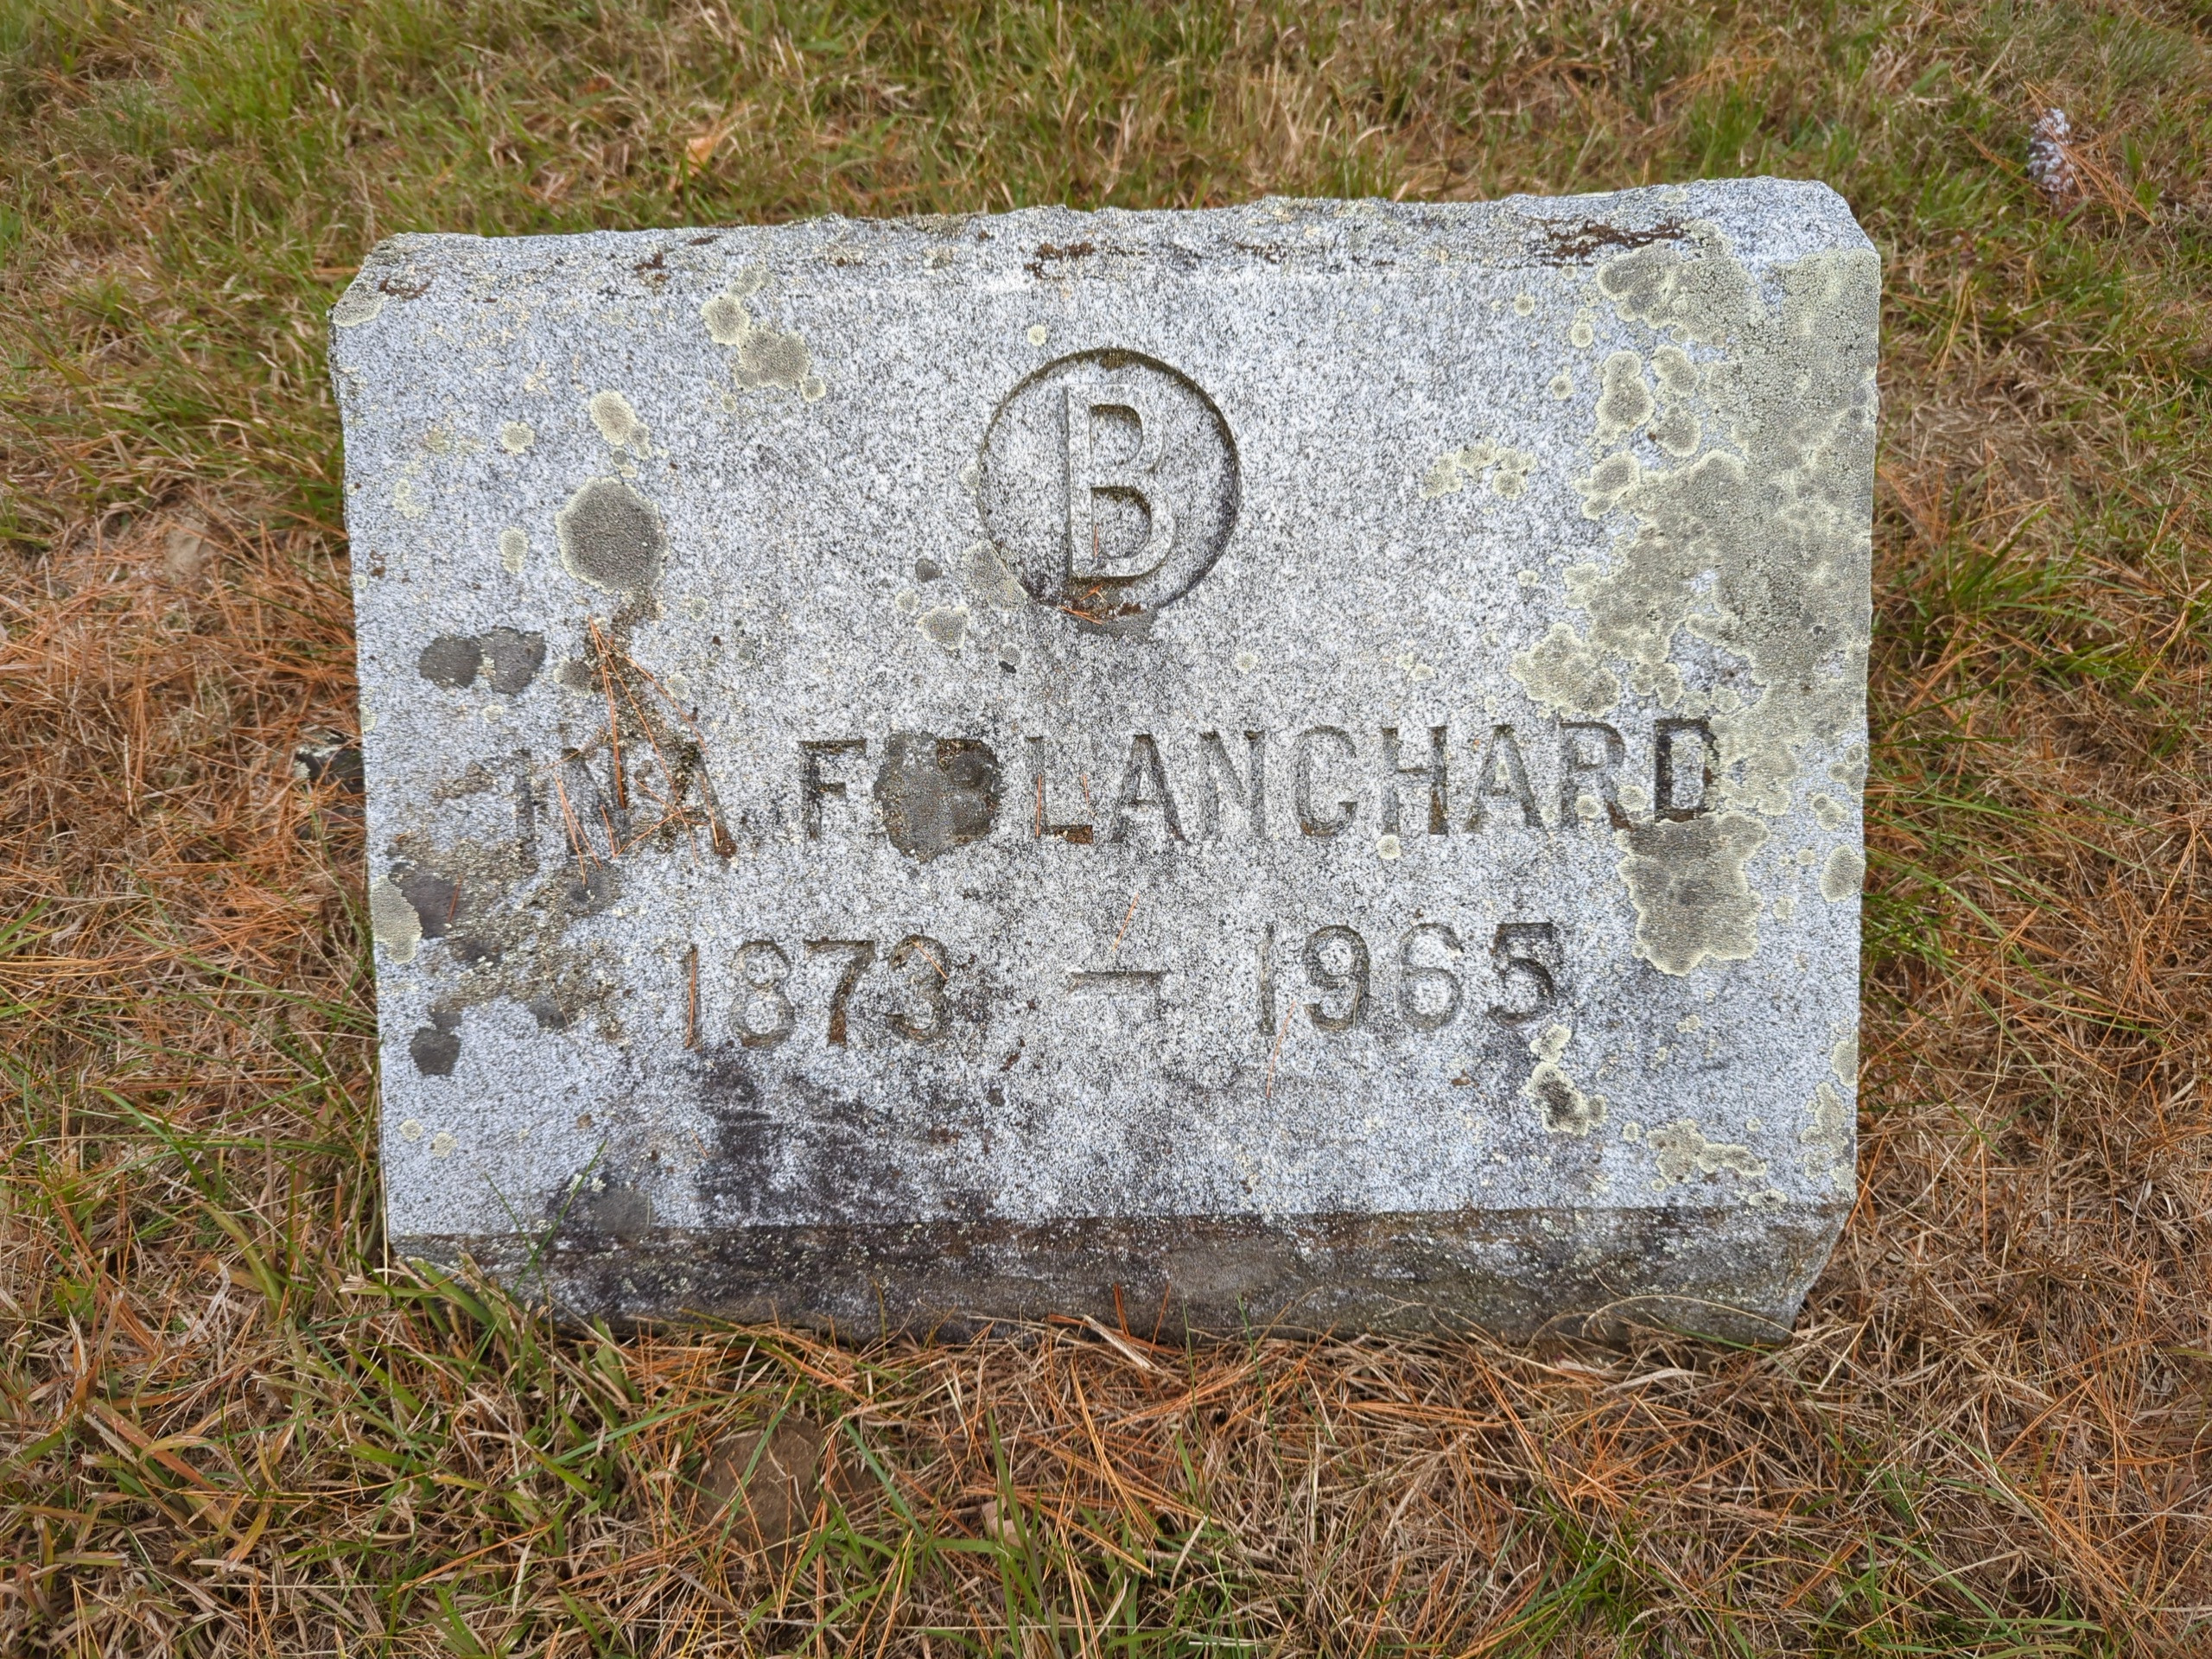 B
INA F. BLANCHARD
1873 — 1965